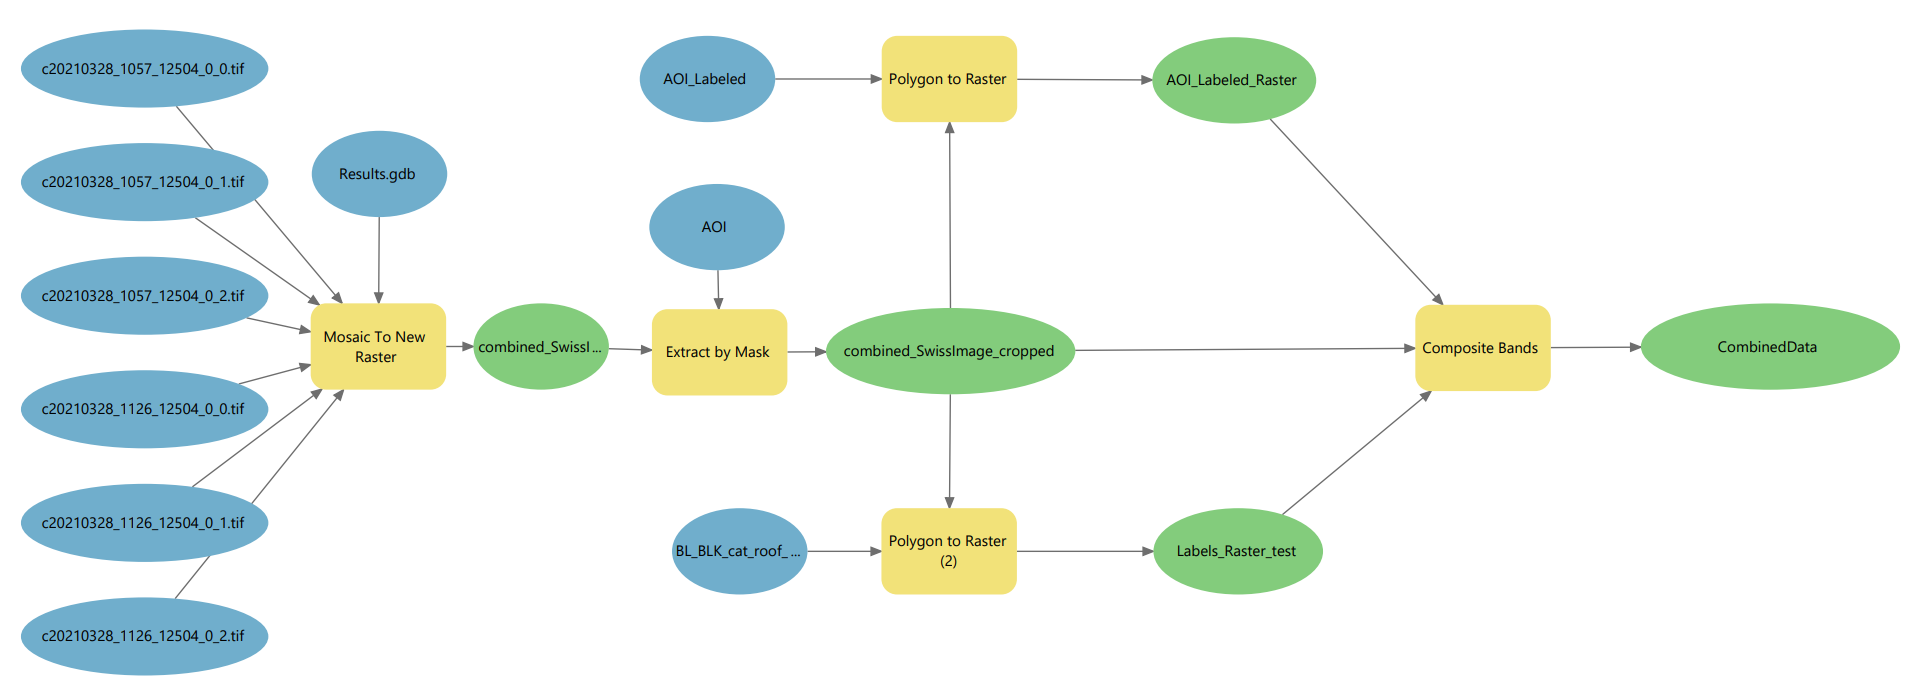 c20210328_1057_12504_0_0.tif
c20210328_1057_12504_0_1.tif
c20210328_1057_12504_0_2.tif
c20210328_1126_12504_0_0.tif
c20210328_1126_12504_0_1.tif
c20210328_1126_12504_0_2.tif
Results.gdb
Mosaic To New
Raster
combined_SwissI...
AOI_Labeled
AOI
Extract by Mask
BL_BLK_cat_roof_...
Polygon to Raster
combined_SwissImage_cropped
Polygon to Raster
(2)
AOI_Labeled_Raster
Labels_Raster_test
Composite Bands
CombinedData